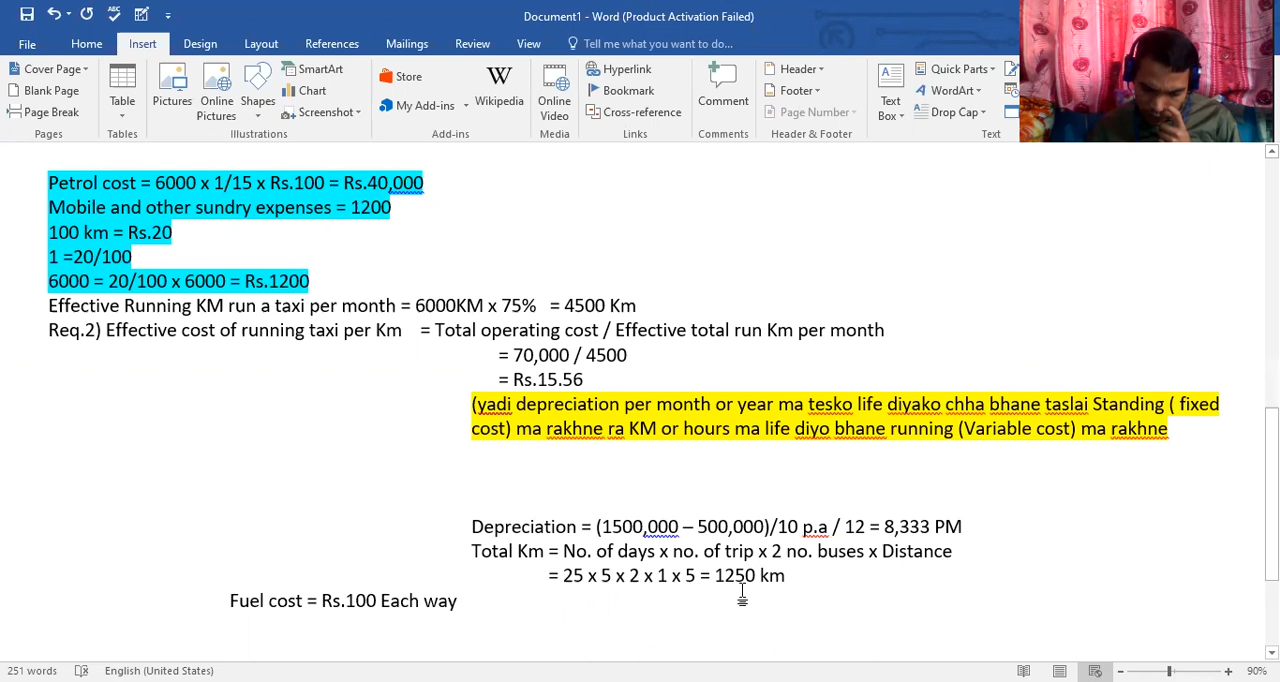 Document1 - Word (Product Activation Failed)
File Home Insert Design Layout References Mailings Review View Tell me what you want to do...
Cover Page
Blank Page
Page Break
Pages
Table
Tables
Pictures
Online Pictures
Shapes
SmartArt
Chart
Screenshot
Illustrations
Store
My Add-ins
Wikipedia
Add-ins
Online Video
Media
Hyperlink
Bookmark
Cross-reference
Links
Comment
Comments
Header
Footer
Page Number
Header & Footer
Text Box
Quick Parts
WordArt
Drop Cap
Text
Petrol cost = 6000 x 1/15 x Rs.100 = Rs.40,000
Mobile and other sundry expenses = 1200
100 km = Rs.20
1 =20/100
6000 = 20/100 x 6000 = Rs.1200
Effective Running KM run a taxi per month = 6000KM x 75% = 4500 Km
Req.2) Effective cost of running taxi per Km = Total operating cost / Effective total run Km per month
= 70,000 / 4500
= Rs.15.56
(yadi depreciation per month or year ma tesko life diyako chha bhane taslai Standing ( fixed
cost) ma rakhne ra KM or hours ma life diyo bhane running (Variable cost) ma rakhne
Depreciation = (1500,000 – 500,000)/10 p.a / 12 = 8,333 PM
Total Km = No. of days x no. of trip x 2 no. buses x Distance
= 25 x 5 x 2 x 1 x 5 = 1250 km
Fuel cost = Rs.100 Each way
251 words English (United States) 90%